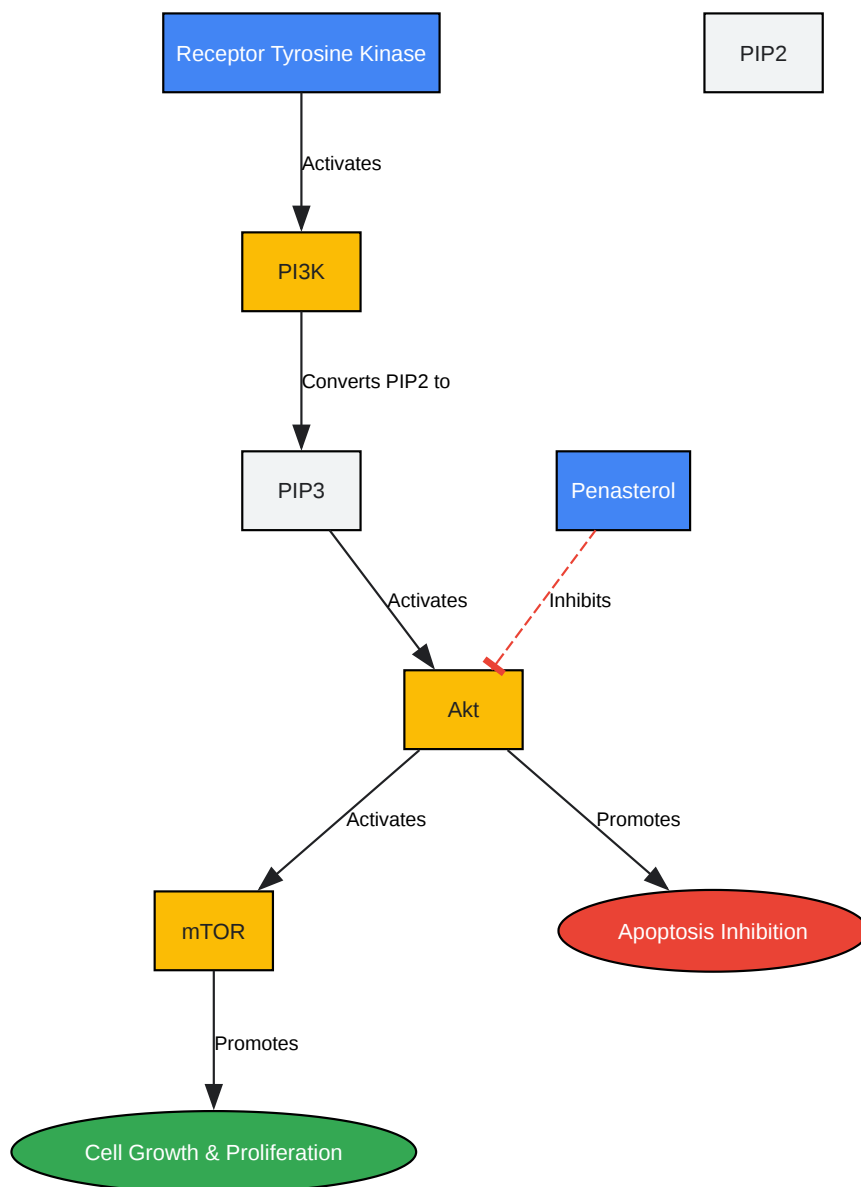 Receptor Tyrosine Kinase
PIP2
Activates
PI3K
Converts PIP2 to
PIP3
Penasterol
Activates
Inhibits
Akt
Activates
Promotes
mTOR
Apoptosis Inhibition
Promotes
Cell Growth & Proliferation